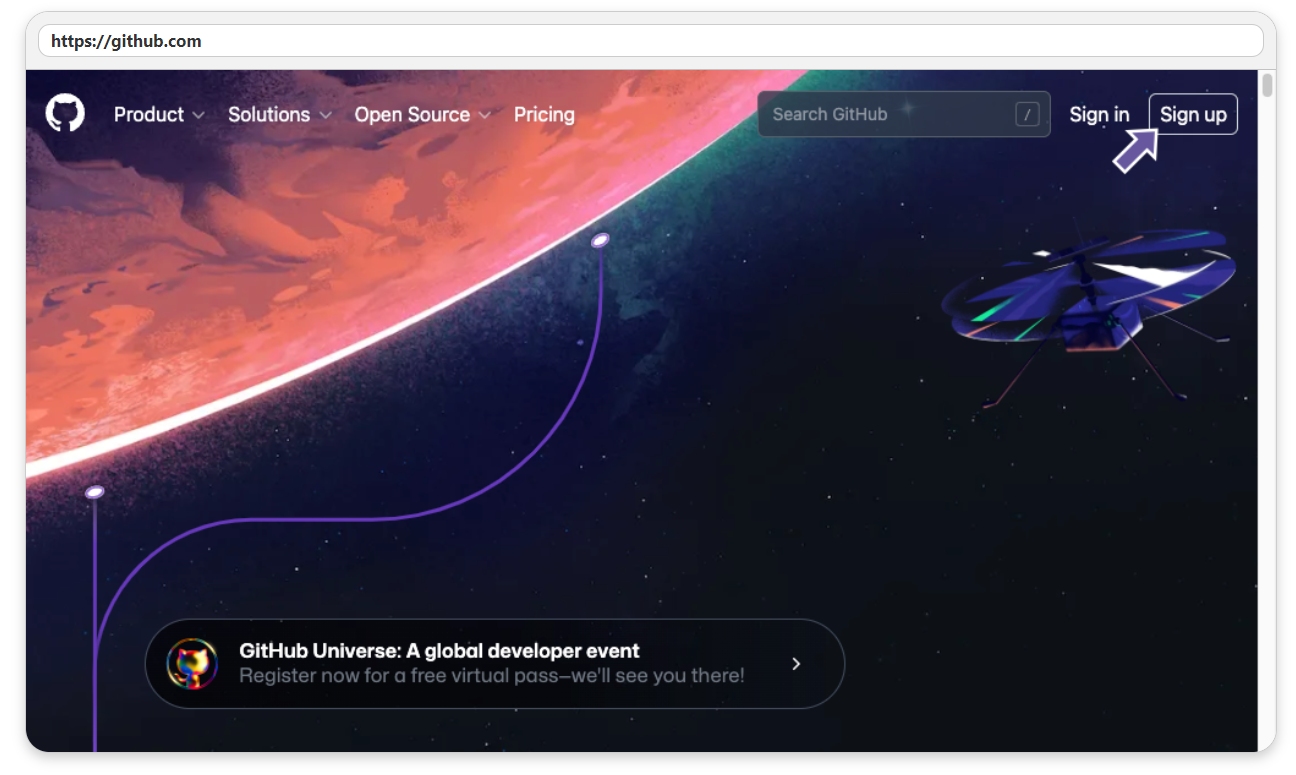 https://github.com
Product Solutions Open Source Pricing Search GitHub / Sign in Sign up
GitHub Universe: A global developer event
Register now for a free virtual pass—we'll see you there!